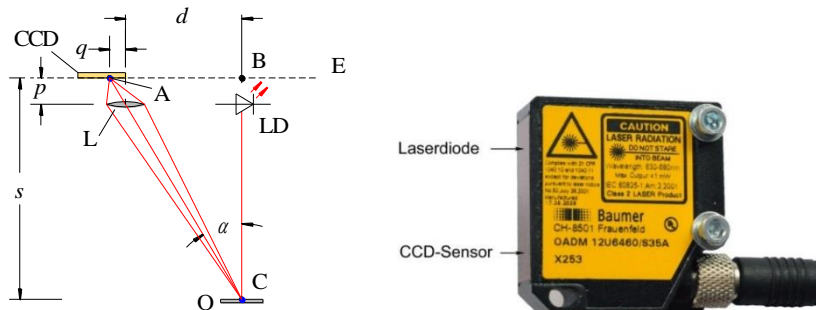 d
CCD
q
B
E
A
p
L
LD
s
α
O
C
Laserdiode
CCD-Sensor
CAUTION
LASER RADIATION
DO NOT STARE
INTO BEAM
Class 2 LASER Product
Baumer
CH-8501 Frauenfeld
OADM 12U6460/S35A
X253